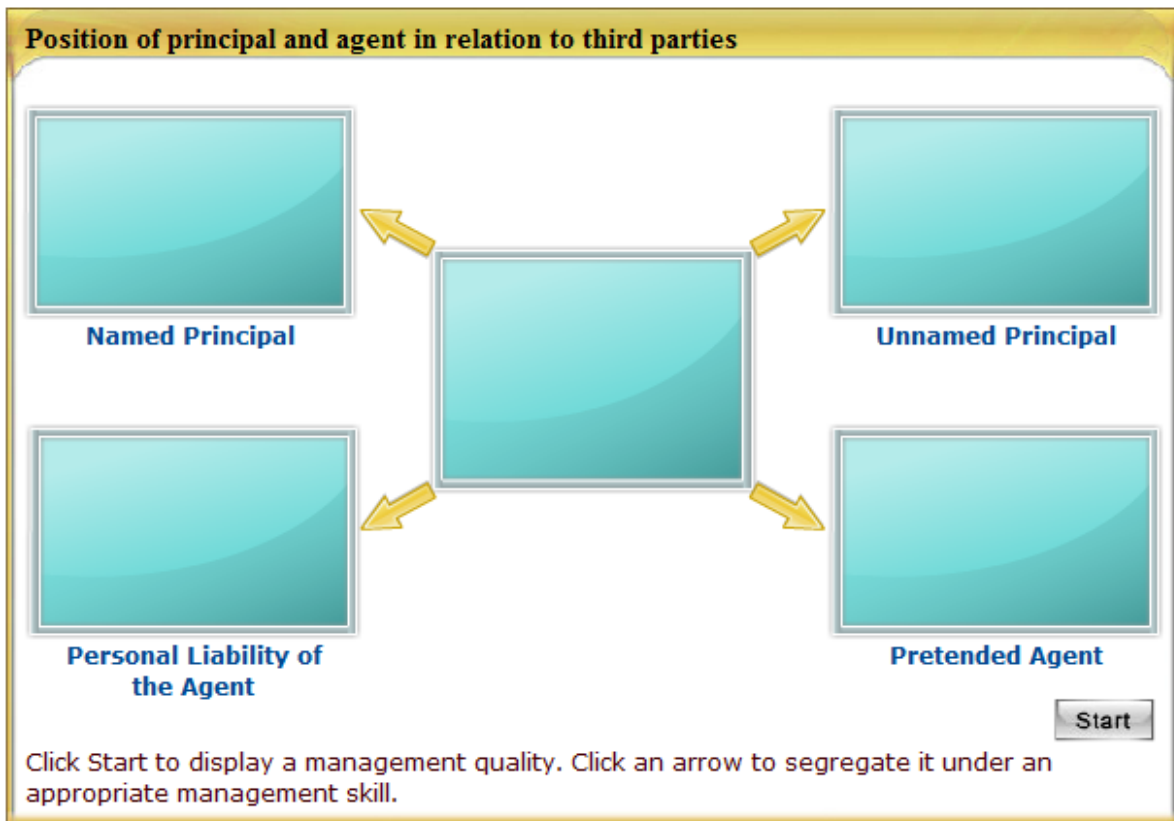 Position of principal and agent in relation to third parties
Named Principal
Unnamed Principal
Personal Liability of
the Agent
Pretended Agent
Start
Click Start to display a management quality. Click an arrow to segregate it under an
appropriate management skill.